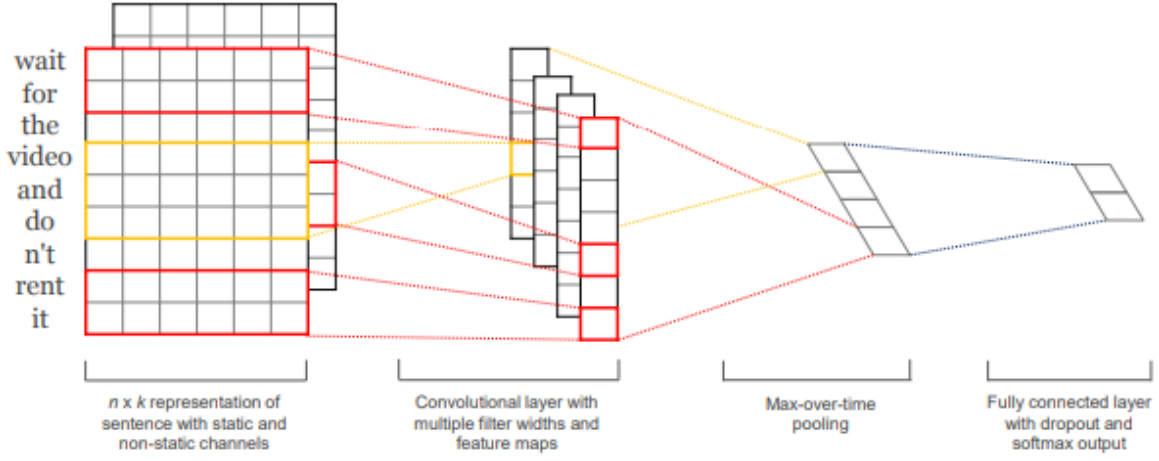 wait
for
the
video
and
do
n't
rent
it
n x k representation of
sentence with static and
non-static channels
Convolutional layer with
multiple filter widths and
feature maps
Max-over-time
pooling
Fully connected layer
with dropout and
softmax output